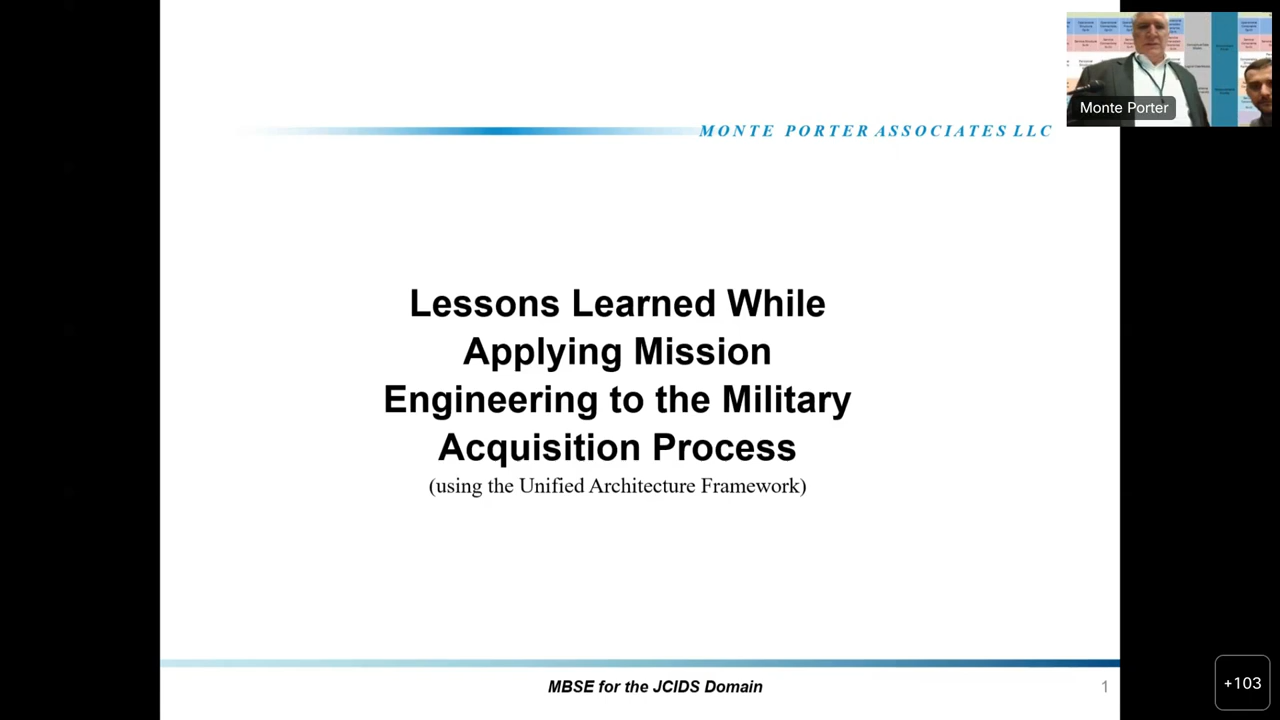 MONTE PORTER ASSOCIATES LLC
Monte Porter
Lessons Learned While
Applying Mission
Engineering to the Military
Acquisition Process
(using the Unified Architecture Framework)
MBSE for the JCIDS Domain
1
+103